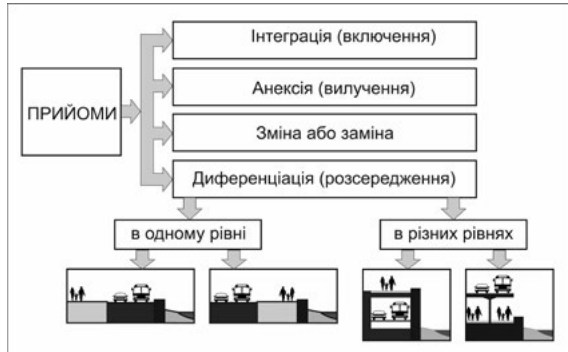 ПРИЙОМИ
Інтеграція (включення)
Анексія (вилучення)
Зміна або заміна
Диференціація (розсередження)
в одному рівні
в різних рівнях